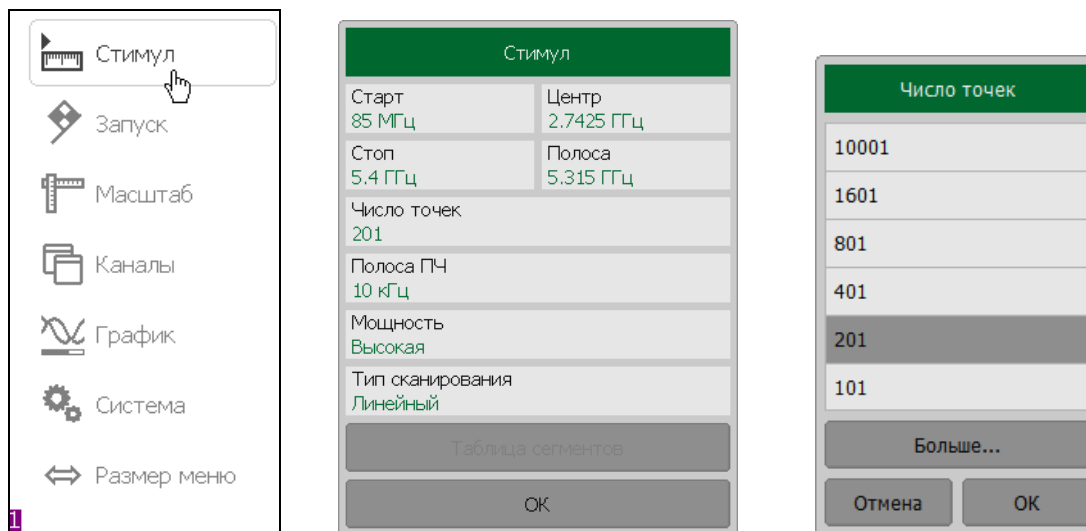 Стимул
Запуск
Масштаб
Каналы
График
Система
Размер меню
1
Стимул
Старт
85 МГц
Центр
2.7425 ГГц
Стоп
5.4 ГГц
Полоса
5.315 ГГц
Число точек
201
Полоса ПЧ
10 кГц
Мощность
Высокая
Тип сканирования
Линейный
Таблица сегментов
ОК
Число точек
10001
1601
801
401
201
101
Больше...
Отмена
ОК